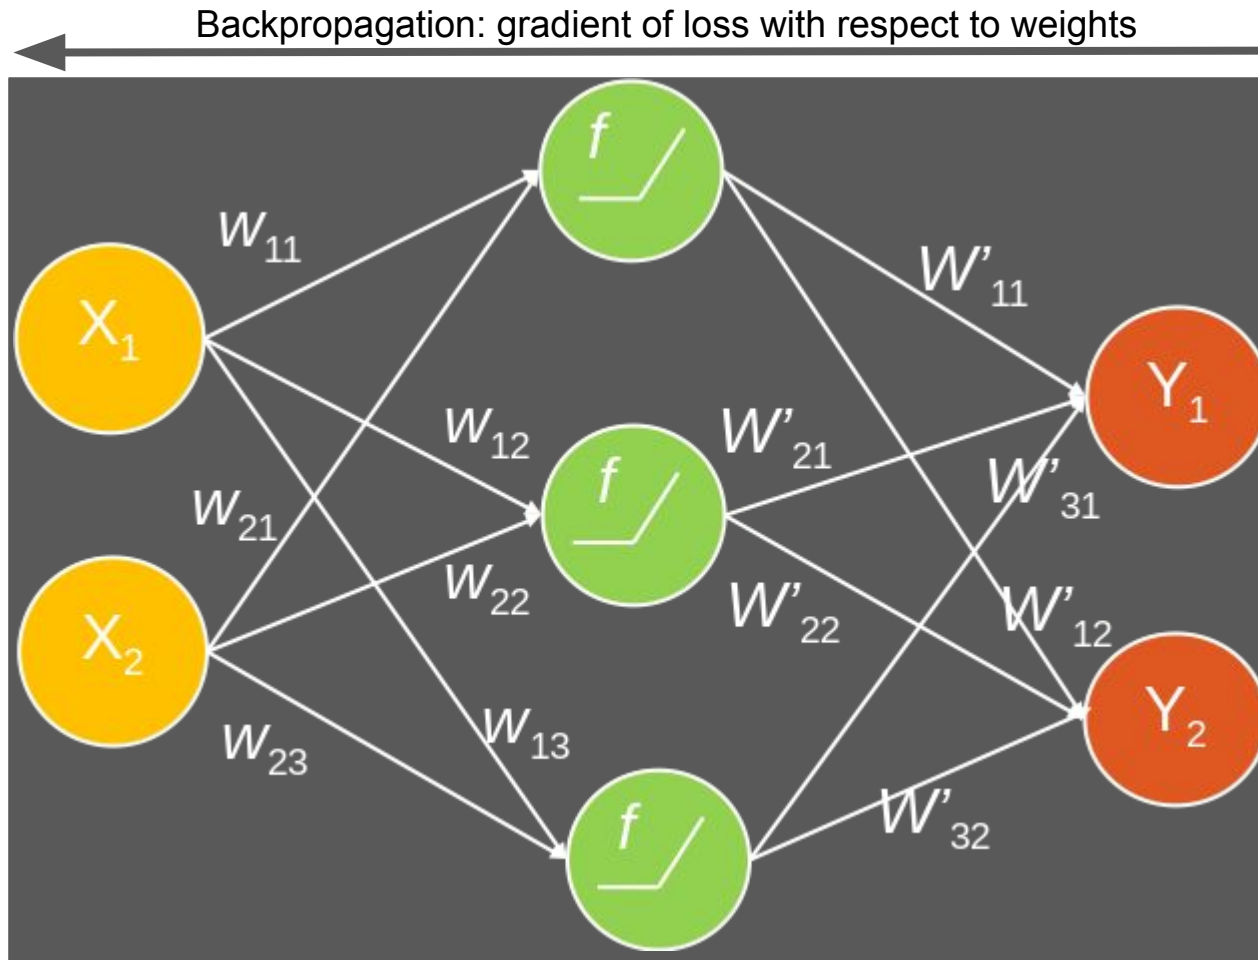 Backpropagation: gradient of loss with respect to weights
f
w₁₁
W’₁₁
X₁
Y₁
w₁₂
W’₂₁
f
W’₃₁
w₂₁
w₂₂
W’₂₂
W’₁₂
X₂
Y₂
w₂₃
w₁₃
f
W’₃₂